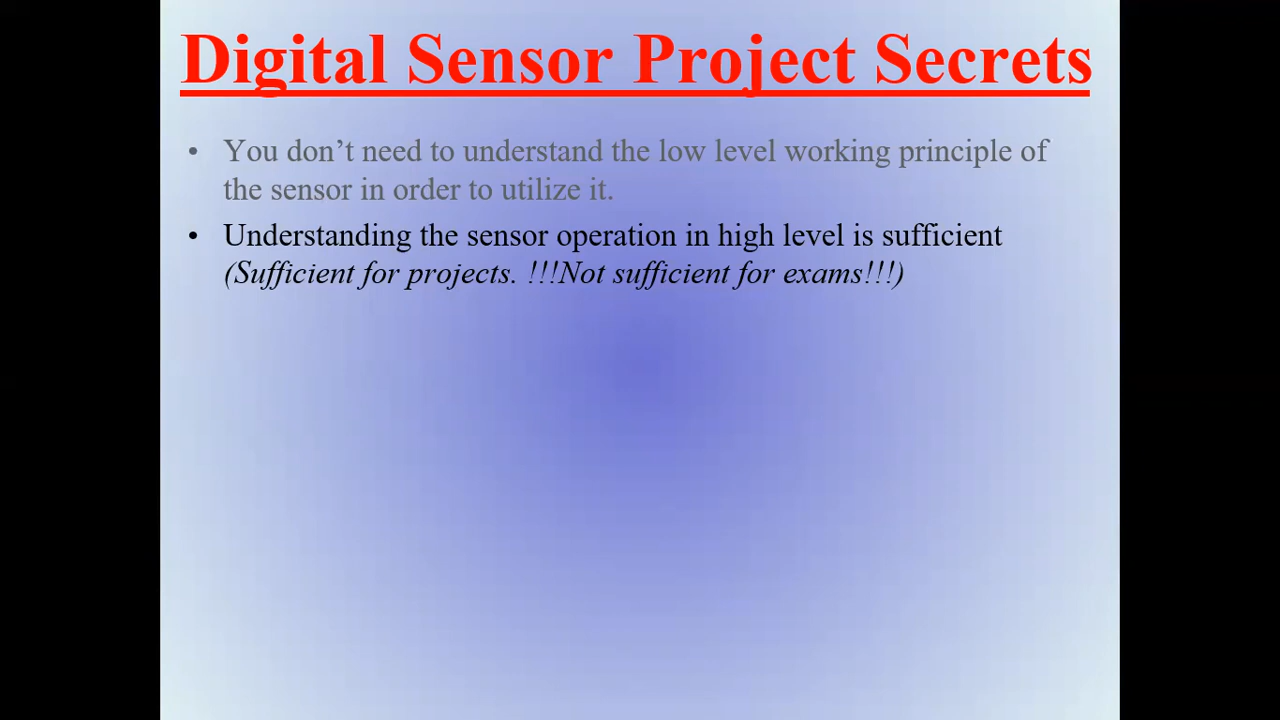 Digital Sensor Project Secrets
• You don’t need to understand the low level working principle of
the sensor in order to utilize it.
• Understanding the sensor operation in high level is sufficient
(Sufficient for projects. !!!Not sufficient for exams!!!)